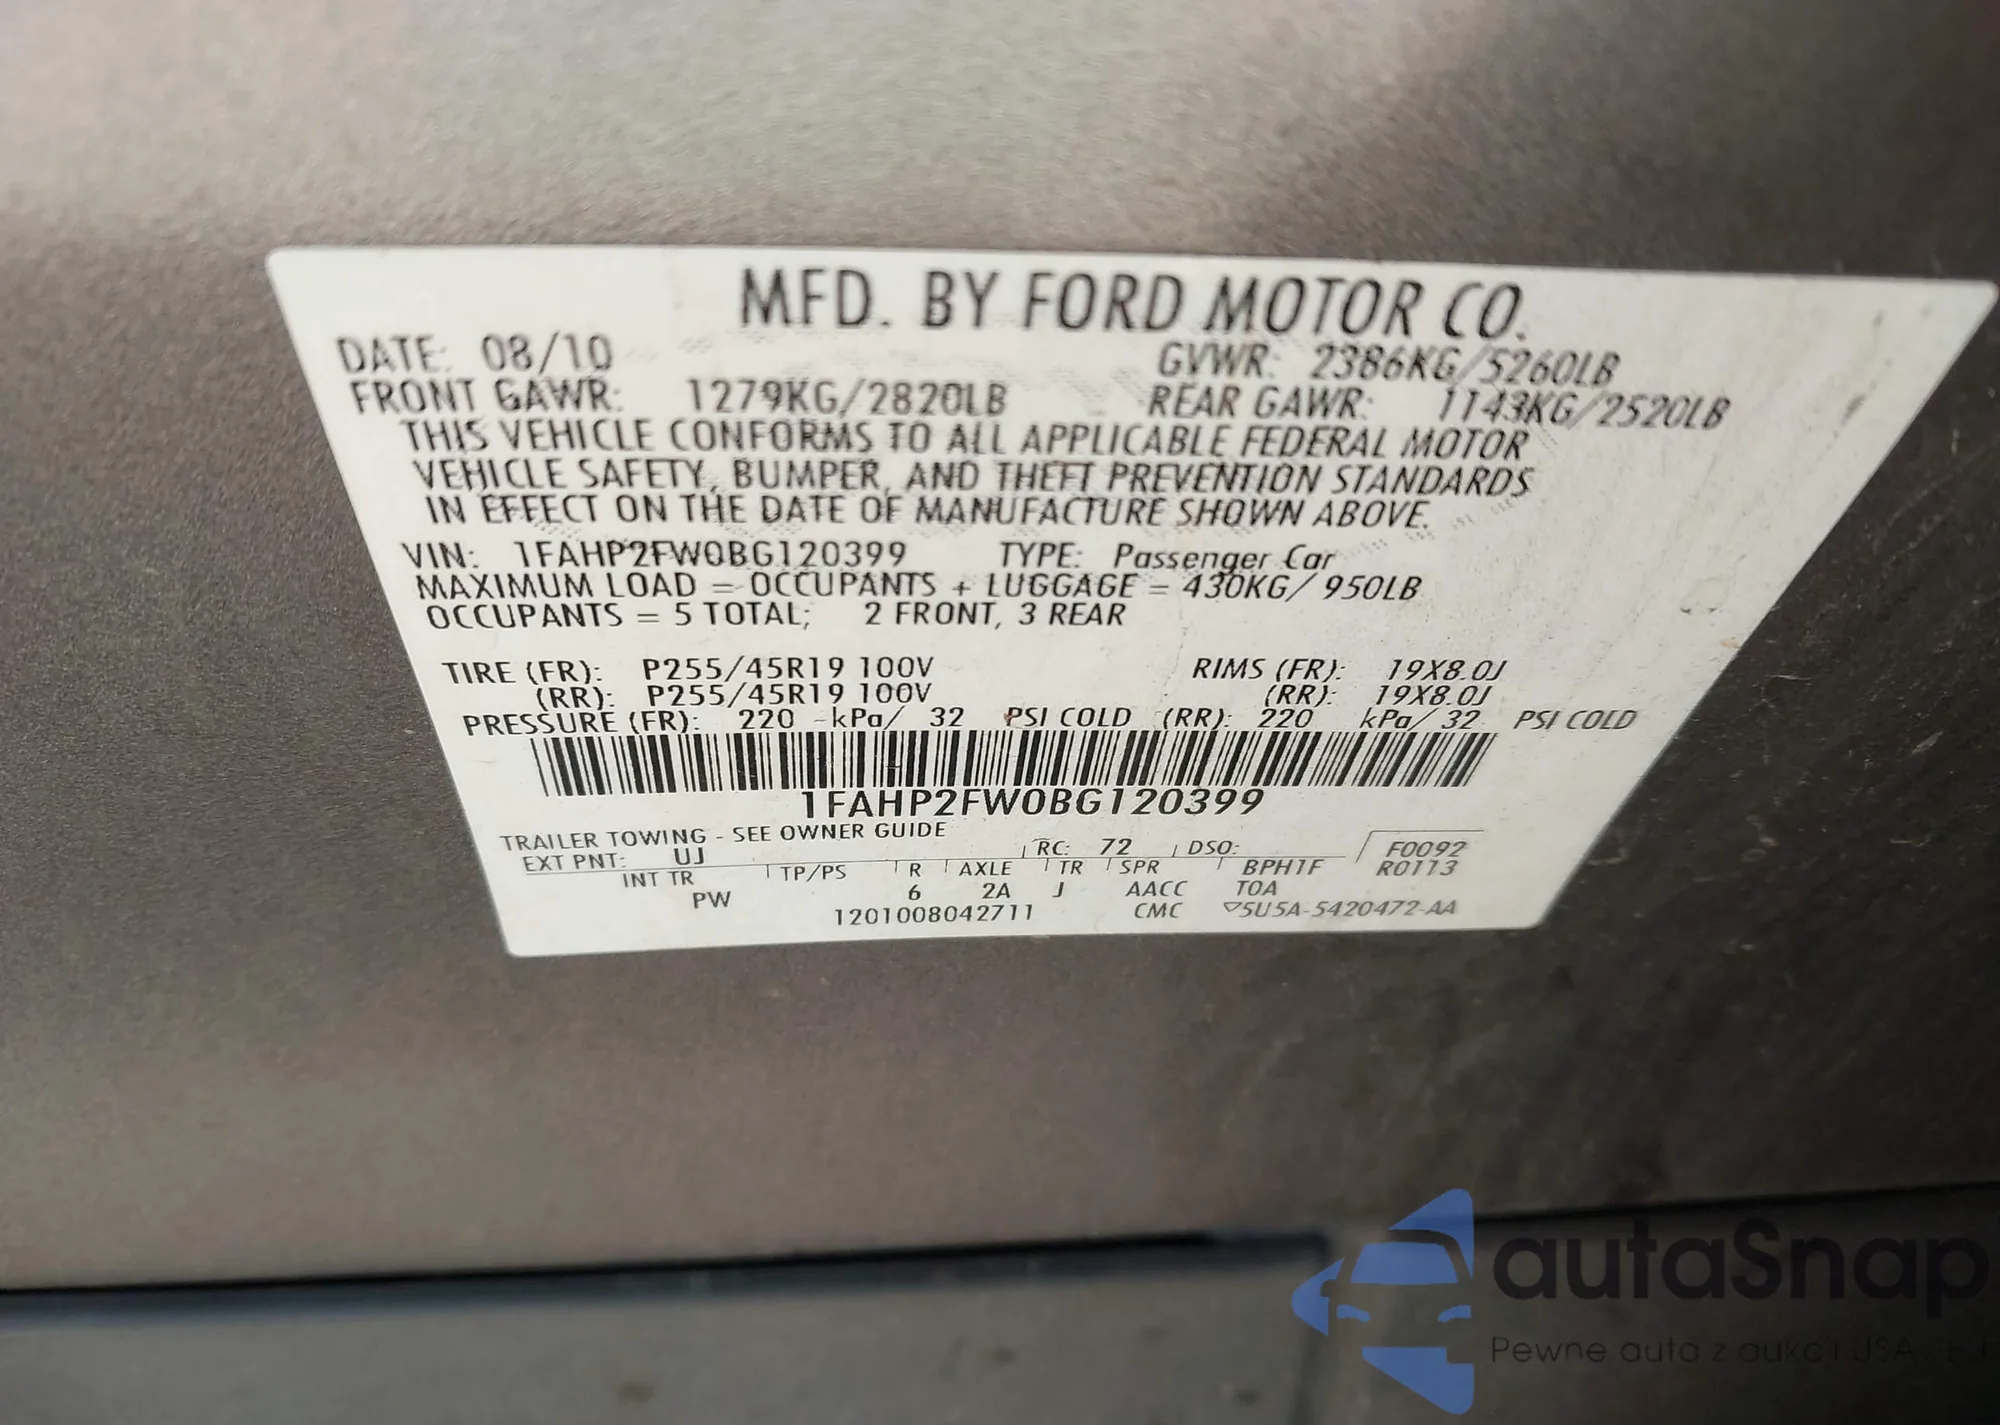 MFD. BY FORD MOTOR CO.
DATE: 08/10 GVWR: 2386KG/5260LB
FRONT GAWR: 1279KG/2820LB REAR GAWR: 1143KG/2520LB
THIS VEHICLE CONFORMS TO ALL APPLICABLE FEDERAL MOTOR
VEHICLE SAFETY, BUMPER, AND THEFT PREVENTION STANDARDS
IN EFFECT ON THE DATE OF MANUFACTURE SHOWN ABOVE.
VIN: 1FAHP2FW0BG120399 TYPE: Passenger Car
MAXIMUM LOAD = OCCUPANTS + LUGGAGE = 430KG/ 950LB
OCCUPANTS = 5 TOTAL; 2 FRONT, 3 REAR
TIRE (FR): P255/45R19 100V RIMS (FR): 19X8.0J
(RR): P255/45R19 100V (RR): 19X8.0J
PRESSURE (FR): 220 kPa/ 32 PSI COLD (RR): 220 kPa/ 32 PSI COLD
1FAHP2FW0BG120399
TRAILER TOWING - SEE OWNER GUIDE
EXT PNT: UJ RC: 72 DSO: F0092
INT TR TP/PS R AXLE TR SPR BPH1F R0113
PW 6 2A J AACC TOA
1201008042711 CMC ▽5U5A-5420472-AA
autaSnap
Pewne auta z aukcji USA